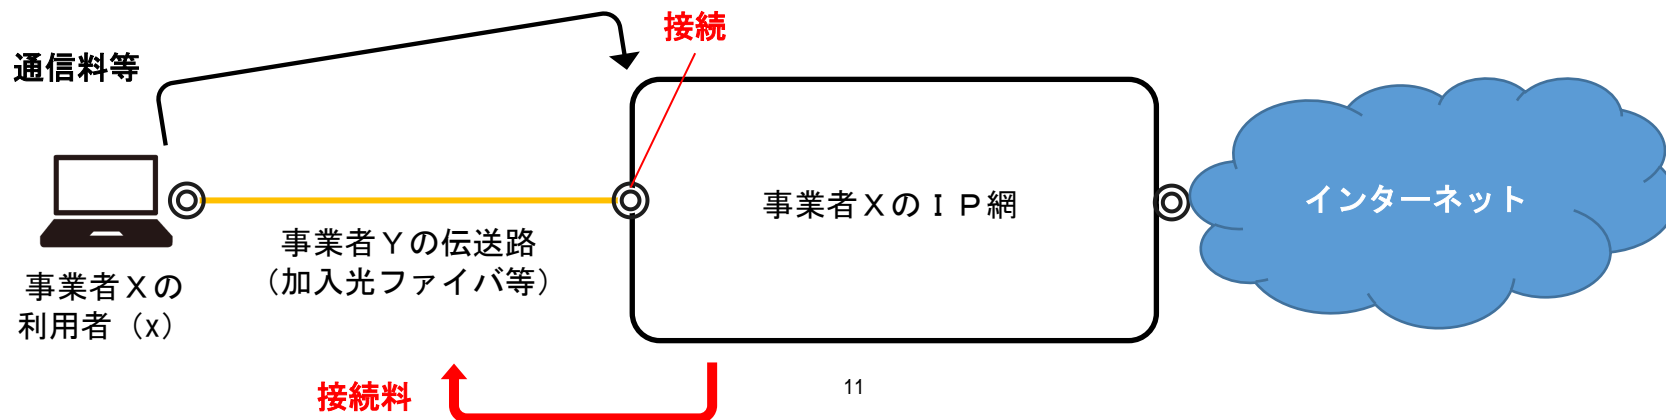 接続
通信料等
事業者ＸのＩＰ網
インターネット
事業者Ｙの伝送路
（加入光ファイバ等）
事業者Ｘの
利用者（x）
接続料
11